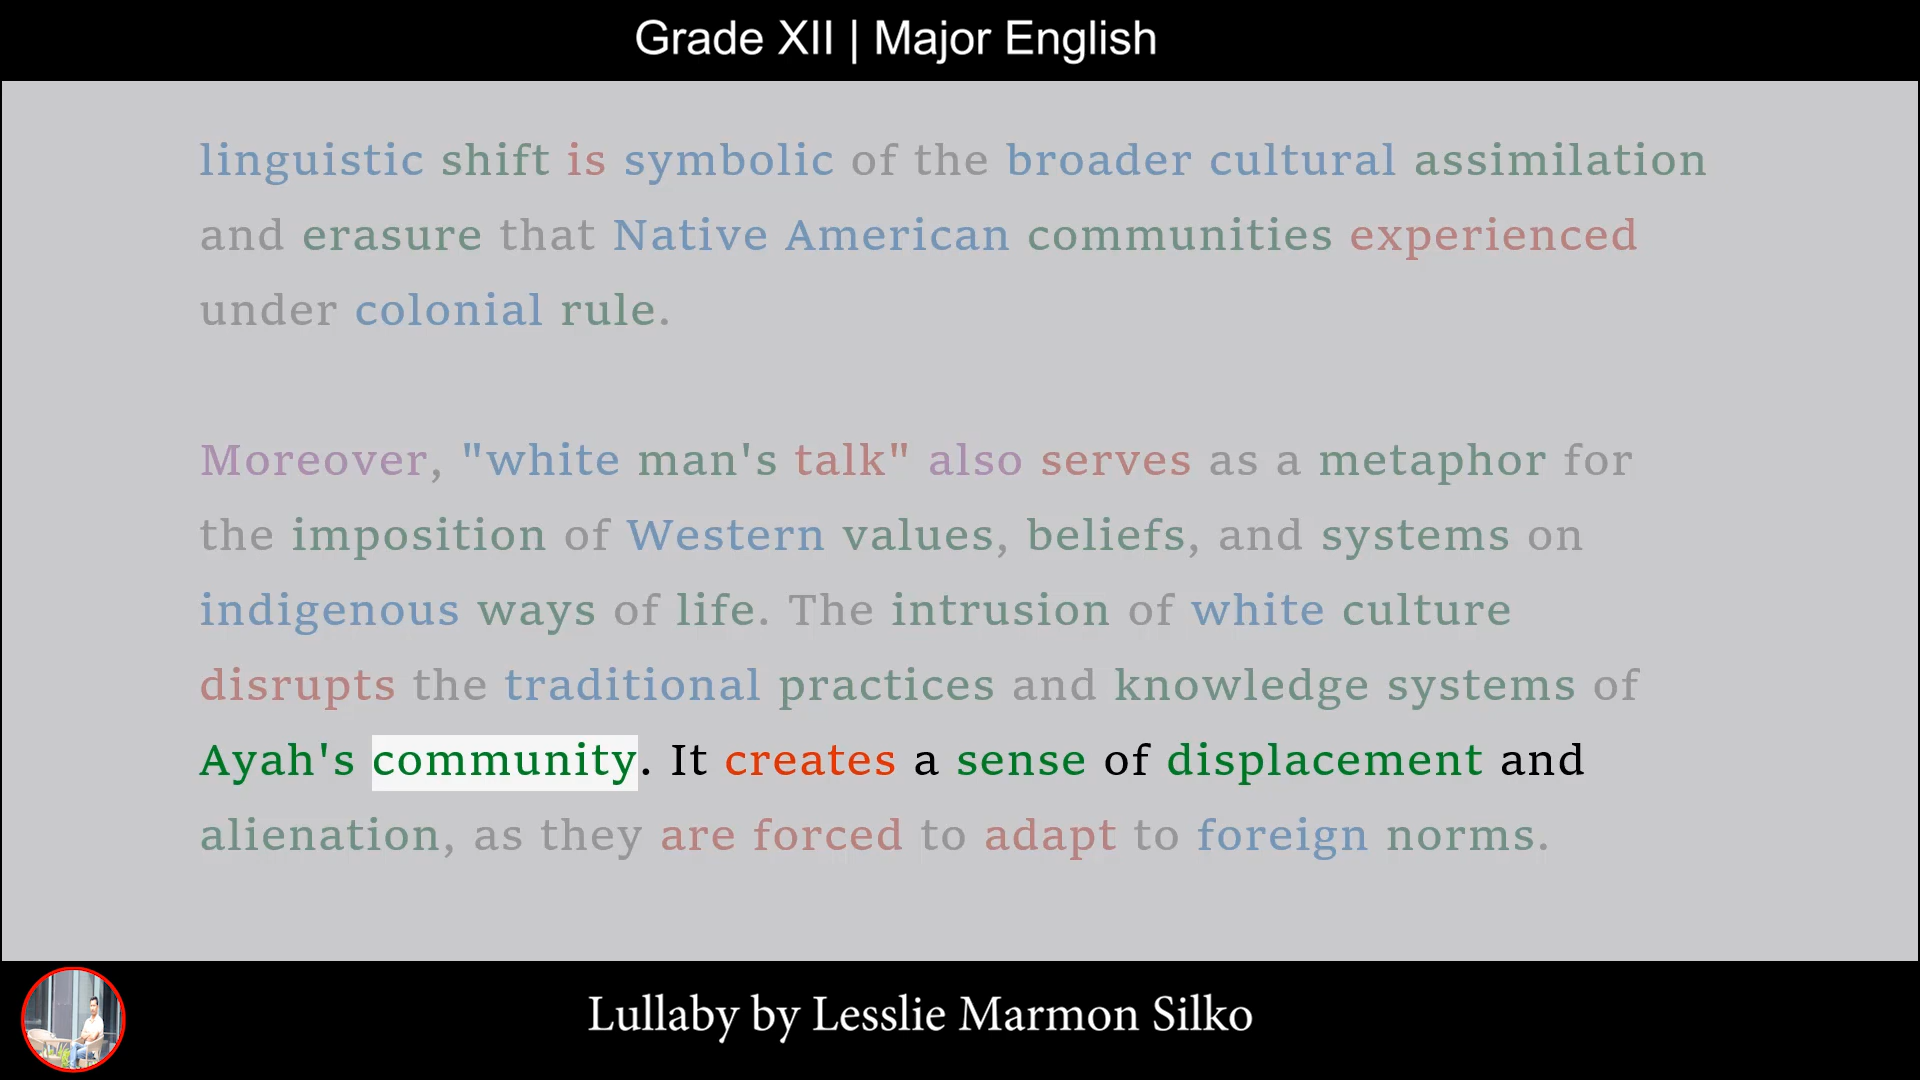 Grade XII | Major English
linguistic shift is symbolic of the broader cultural assimilation
and erasure that Native American communities experienced
under colonial rule.
Moreover, "white man's talk" also serves as a metaphor for
the imposition of Western values, beliefs, and systems on
indigenous ways of life. The intrusion of white culture
disrupts the traditional practices and knowledge systems of
Ayah's community. It creates a sense of displacement and
alienation, as they are forced to adapt to foreign norms.
Lullaby by Lesslie Marmon Silko